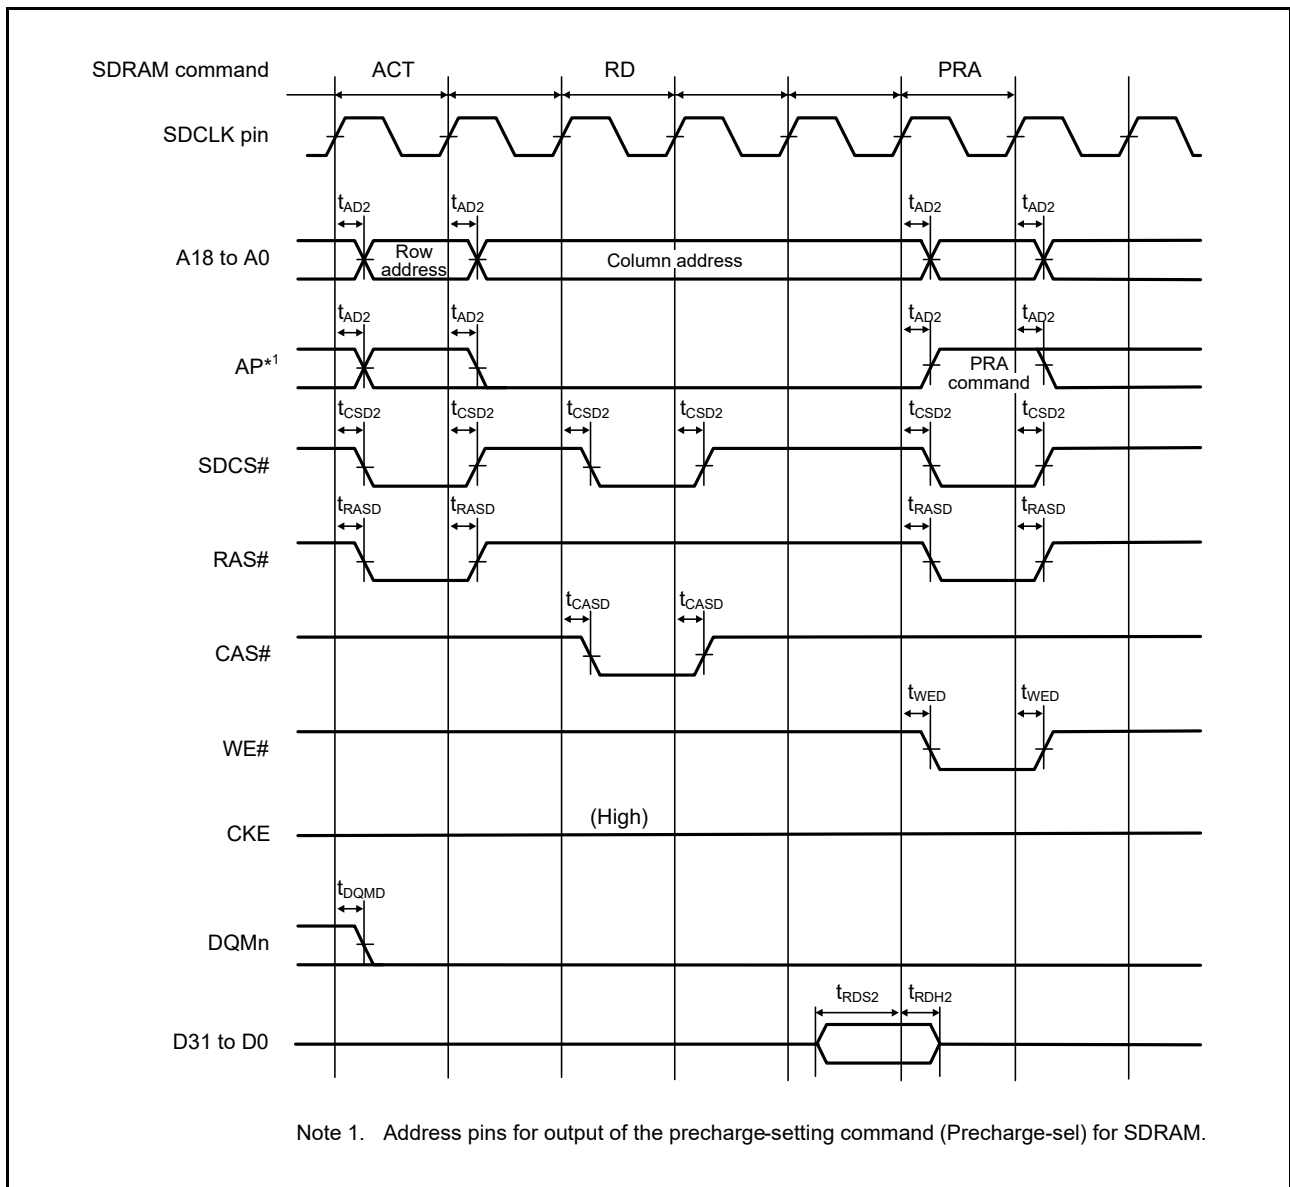 SDRAM command ACT RD PRA
SDCLK pin
tAD2 tAD2 tAD2 tAD2
A18 to A0 Row address Column address
tAD2 tAD2 tAD2 tAD2
AP*1 PRA command
tCSD2 tCSD2 tCSD2 tCSD2 tCSD2 tCSD2
SDCS#
tRASD tRASD tRASD tRASD
RAS#
tCASD tCASD
CAS#
tWED tWED
WE#
(High)
CKE
tDQMD
DQMn
tRDS2 tRDH2
D31 to D0
Note 1. Address pins for output of the precharge-setting command (Precharge-sel) for SDRAM.